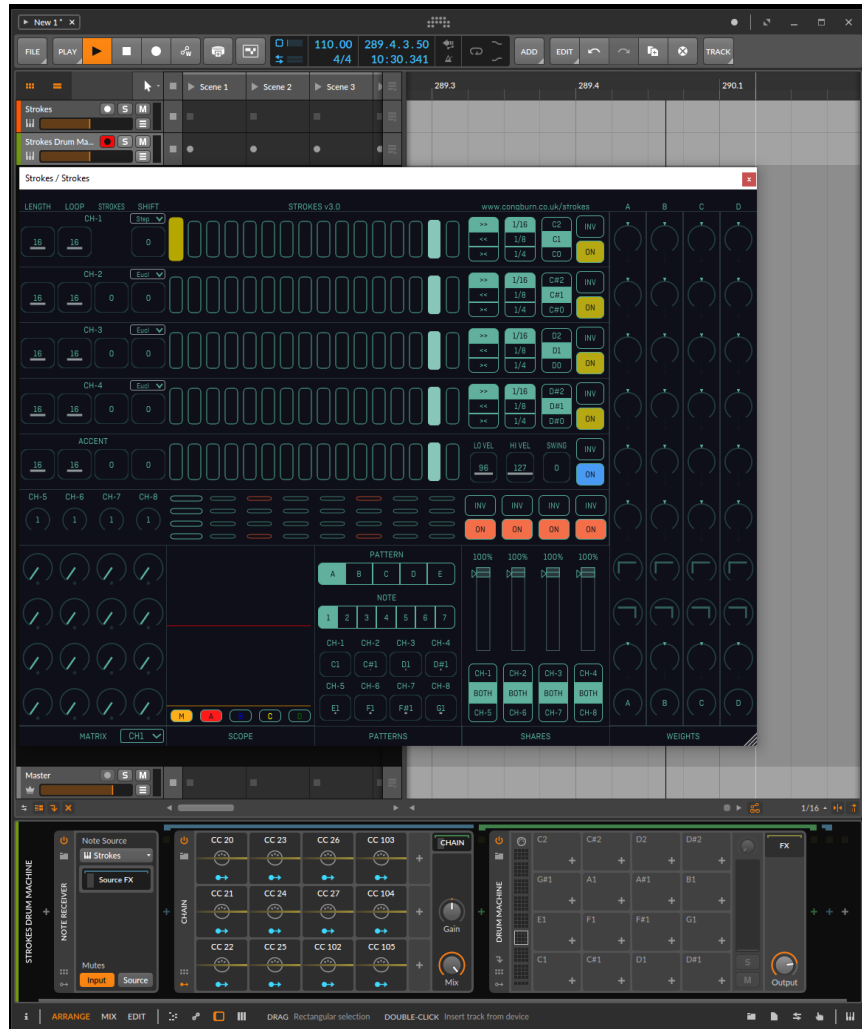 New 1*
FILE PLAY 110.00 289.4.3.50 ADD EDIT TRACK
4/4 10:30.341
Scene 1 Scene 2 Scene 3 289.3 289.4 290.1
Strokes S M
Strokes Drum Ma... S M
Strokes / Strokes x
LENGTH LOOP STROKES SHIFT STROKES v3.0 www.congburn.co.uk/strokes A B C D
CH-1 Step >> 1/16 C2 INV
16 16 0 << 1/8 C1
>< 1/4 C0 ON
CH-2 Eucl >> 1/16 C#2 INV
16 16 0 0 << 1/8 C#1
>< 1/4 C#0 ON
CH-3 Eucl >> 1/16 D2 INV
16 16 0 0 << 1/8 D1
>< 1/4 D0 ON
CH-4 Eucl >> 1/16 D#2 INV
16 16 0 0 << 1/8 D#1
>< 1/4 D#0 ON
ACCENT LO VEL HI VEL SWING INV
16 16 0 0 96 127 0 ON
CH-5 CH-6 CH-7 CH-8 INV INV INV INV
1 1 1 1 ON ON ON ON
PATTERN 100% 100% 100% 100%
A B C D E
NOTE
1 2 3 4 5 6 7
CH-1 CH-2 CH-3 CH-4
C1 C#1 D1 D#1 CH-1 CH-2 CH-3 CH-4
CH-5 CH-6 CH-7 CH-8 BOTH BOTH BOTH BOTH
E1 F1 F#1 G1 CH-5 CH-6 CH-7 CH-8 A B C D
M A B C D
MATRIX CH1 SCOPE PATTERNS SHARES WEIGHTS
Master S M
1/16
STROKES DRUM MACHINE
NOTE RECEIVER
Note Source
Strokes
Source FX
Mutes
Input Source
CHAIN
CC 20 CC 23 CC 26 CC 103 CHAIN
CC 21 CC 24 CC 27 CC 104
Gain
CC 22 CC 25 CC 102 CC 105
Mix
DRUM MACHINE
C2 C#2 D2 D#2 FX
G#1 A1 A#1 B1
E1 F1 F#1 G1
C1 C#1 D1 D#1 S
M Output
i ARRANGE MIX EDIT DRAG Rectangular selection DOUBLE-CLICK Insert track from device